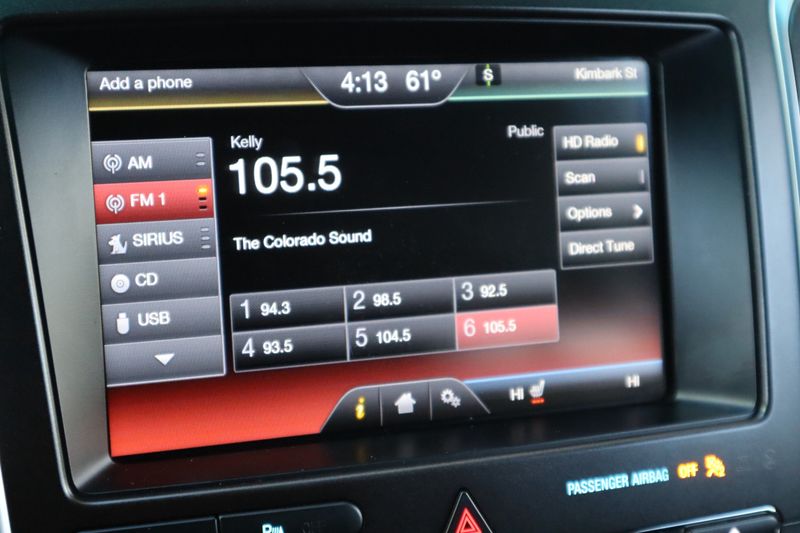 Add a phone
4:13 61°
S
Kimbark St
AM
FM 1
SIRIUS
CD
USB
Kelly
Public
105.5
The Colorado Sound
HD Radio
Scan
Options
Direct Tune
1 94.3
2 98.5
3 92.5
4 93.5
5 104.5
6 105.5
i
HI
HI
PASSENGER AIRBAG OFF 2
P OFF